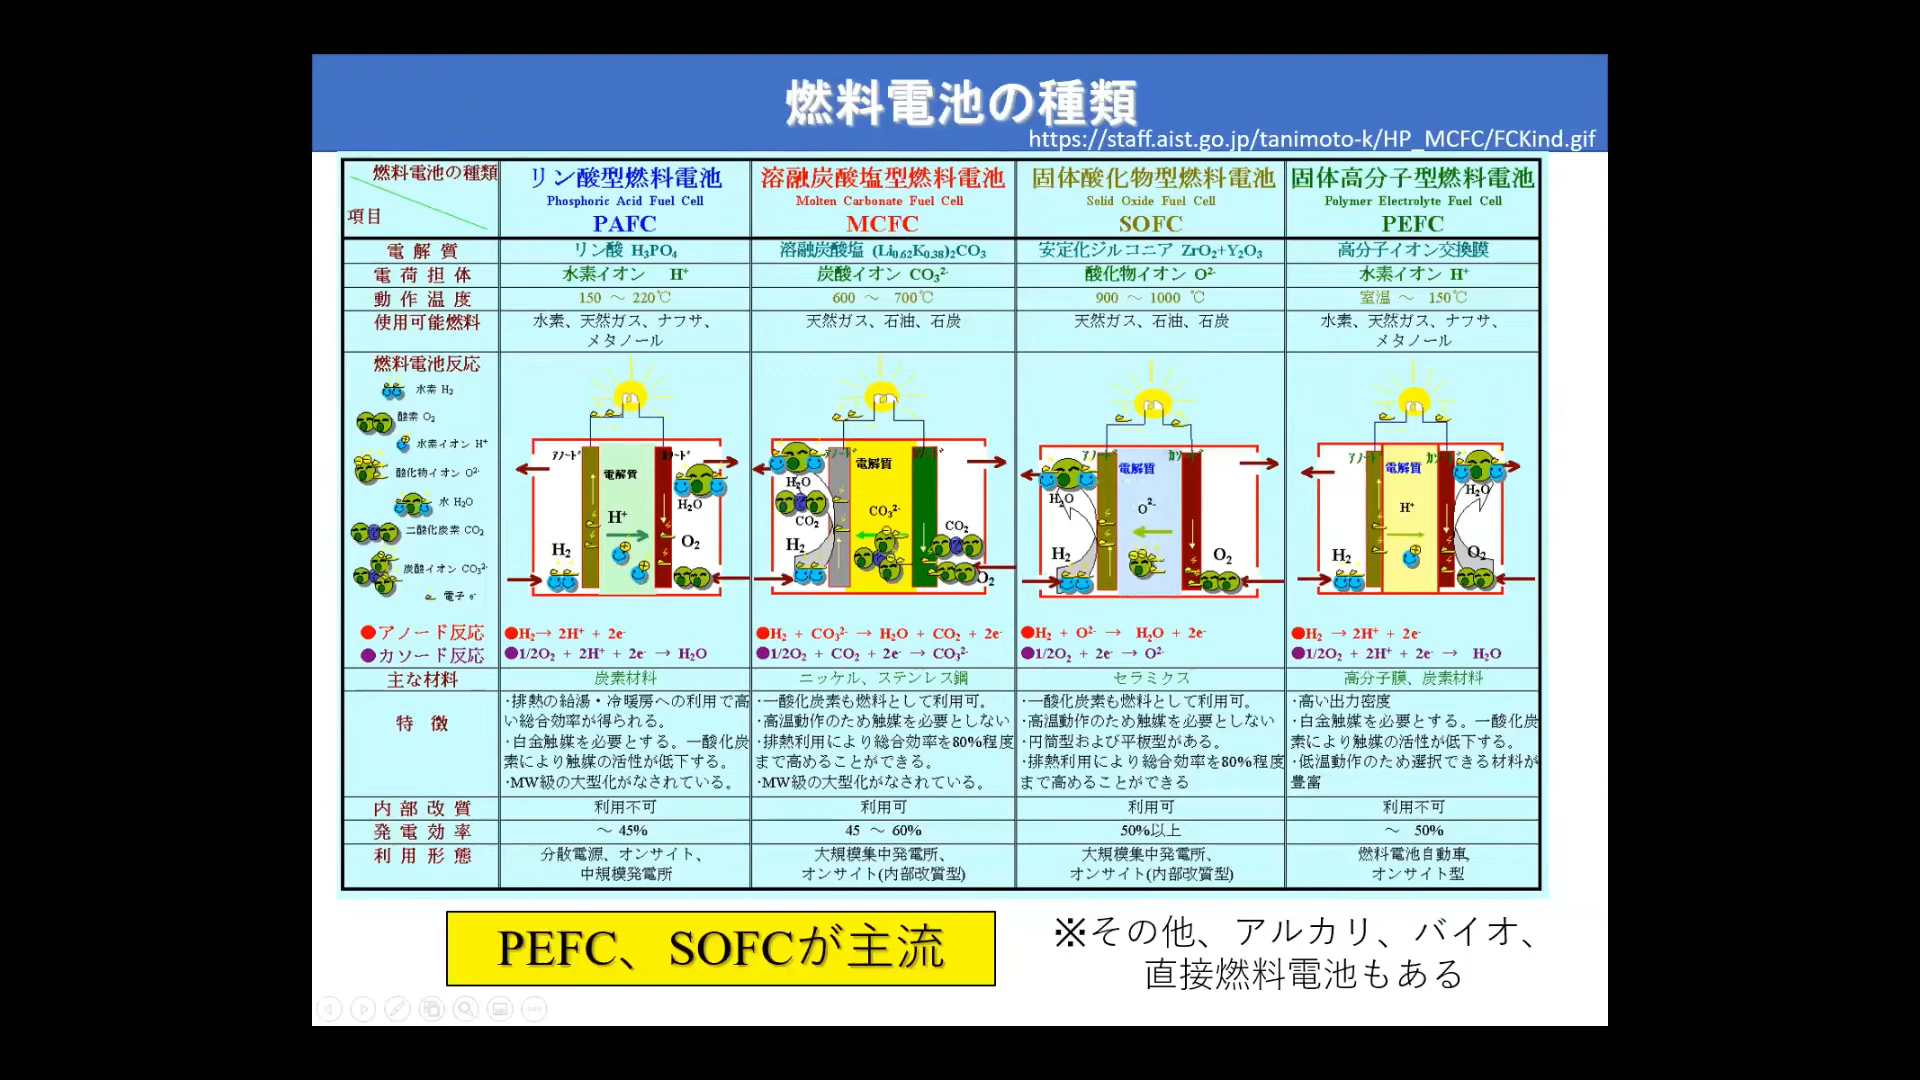 燃料電池の種類
https://staff.aist.go.jp/tanimoto-k/HP_MCFC/FCKind.gif
燃料電池の種類
項目
リン酸型燃料電池
Phosphoric Acid Fuel Cell
PAFC
溶融炭酸塩型燃料電池
Molten Carbonate Fuel Cell
MCFC
固体酸化物型燃料電池
Solid Oxide Fuel Cell
SOFC
固体高分子型燃料電池
Polymer Electrolyte Fuel Cell
PEFC
電解質
リン酸 H₃PO₄
溶融炭酸塩 (Li₀.₆₂K₀.₃₈)₂CO₃
安定化ジルコニア ZrO₂+Y₂O₃
高分子イオン交換膜
電荷担体
水素イオン H⁺
炭酸イオン CO₃²⁻
酸化物イオン O²⁻
水素イオン H⁺
動作温度
150 ～ 220℃
600 ～ 700℃
900 ～ 1000 ℃
室温 ～ 150℃
使用可能燃料
水素、天然ガス、ナフサ、
メタノール
天然ガス、石油、石炭
天然ガス、石油、石炭
水素、天然ガス、ナフサ、
メタノール
燃料電池反応
水素 H₂
酸素 O₂
水素イオン H⁺
酸化物イオン O²⁻
水 H₂O
二酸化炭素 CO₂
炭酸イオン CO₃²⁻
電子 e⁻
ｱﾉｰﾄﾞ
電解質
H⁺
H₂O
H₂
O₂
ｱﾉｰﾄﾞ
電解質
H₂O
CO₂
CO₃²⁻
CO₂
H₂
O₂
ｱﾉｰﾄﾞ
電解質
ｶｿｰﾄﾞ
H₂O
O²⁻
H₂
O₂
ｱﾉｰﾄﾞ
電解質
ｶｿｰﾄﾞ
H₂O
H⁺
H₂
O₂
●アノード反応
●カソード反応
●H₂→ 2H⁺ + 2e⁻
●1/2O₂ + 2H⁺ + 2e⁻ → H₂O
●H₂ + CO₃²⁻ → H₂O + CO₂ + 2e⁻
●1/2O₂ + CO₂ + 2e⁻ → CO₃²⁻
●H₂ + O²⁻ → H₂O + 2e⁻
●1/2O₂ + 2e⁻ → O²⁻
●H₂ → 2H⁺ + 2e⁻
●1/2O₂ + 2H⁺ + 2e⁻ → H₂O
主な材料
炭素材料
ニッケル、ステンレス鋼
セラミクス
高分子膜、炭素材料
特徴
・排熱の給湯・冷暖房への利用で高
い総合効率が得られる。
・白金触媒を必要とする。一酸化炭
素により触媒の活性が低下する。
・MW級の大型化がなされている。
・一酸化炭素も燃料として利用可。
・高温動作のため触媒を必要としない
・排熱利用により総合効率を80%程度
まで高めることができる。
・MW級の大型化がなされている。
・一酸化炭素も燃料として利用可。
・高温動作のため触媒を必要としない
・円筒型および平板型がある。
・排熱利用により総合効率を80%程度
まで高めることができる
・高い出力密度
・白金触媒を必要とする。一酸化炭
素により触媒の活性が低下する。
・低温動作のため選択できる材料が
豊富
内部改質
利用不可
利用可
利用可
利用不可
発電効率
～ 45%
45 ～ 60%
50%以上
～ 50%
利用形態
分散電源、オンサイト、
中規模発電所
大規模集中発電所、
オンサイト(内部改質型)
大規模集中発電所、
オンサイト(内部改質型)
燃料電池自動車,
オンサイト型
PEFC、SOFCが主流
※その他、アルカリ、バイオ、
直接燃料電池もある